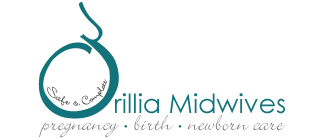 Safe & Complete
Orillia Midwives
pregnancy • birth • newborn care